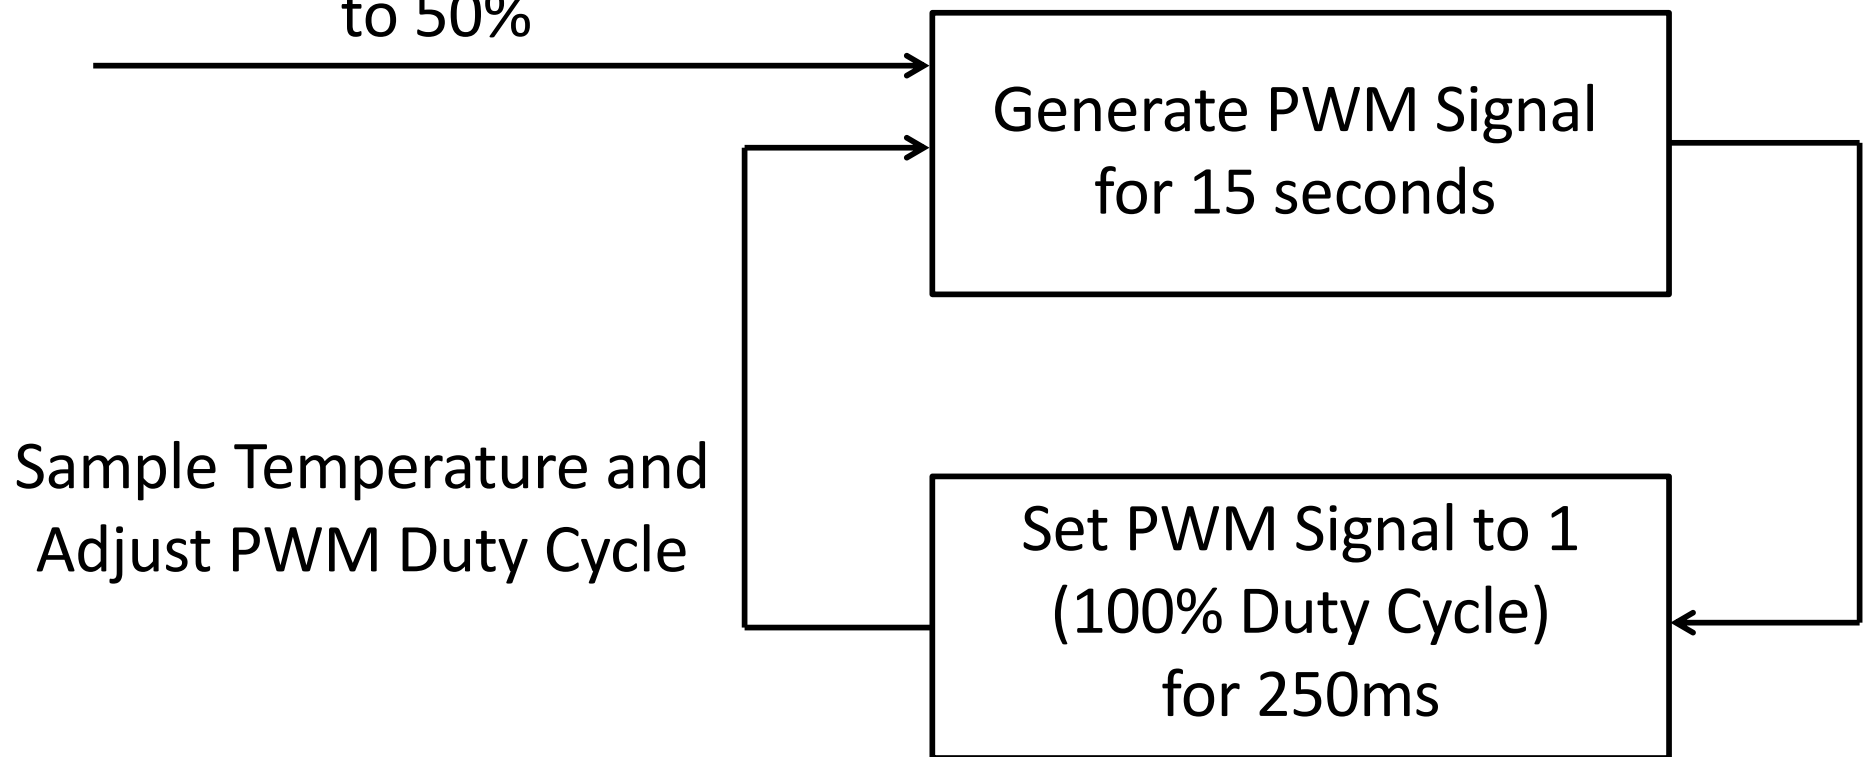 to 50%
Generate PWM Signal
for 15 seconds
Sample Temperature and
Adjust PWM Duty Cycle
Set PWM Signal to 1
(100% Duty Cycle)
for 250ms